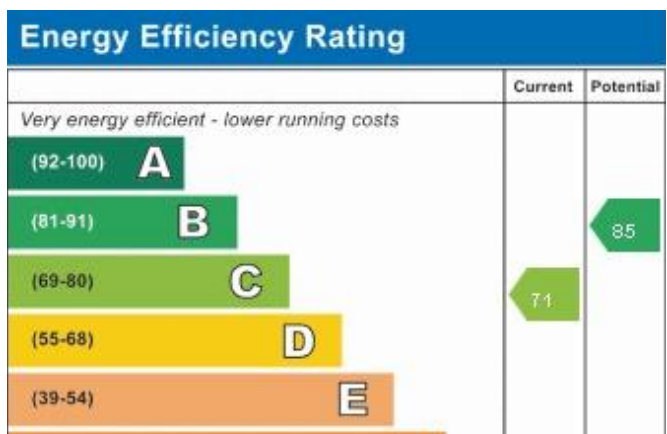 Energy Efficiency Rating
Current Potential
Very energy efficient - lower running costs
(92-100) A
(81-91) B
85
(69-80) C
71
(55-68) D
(39-54) E